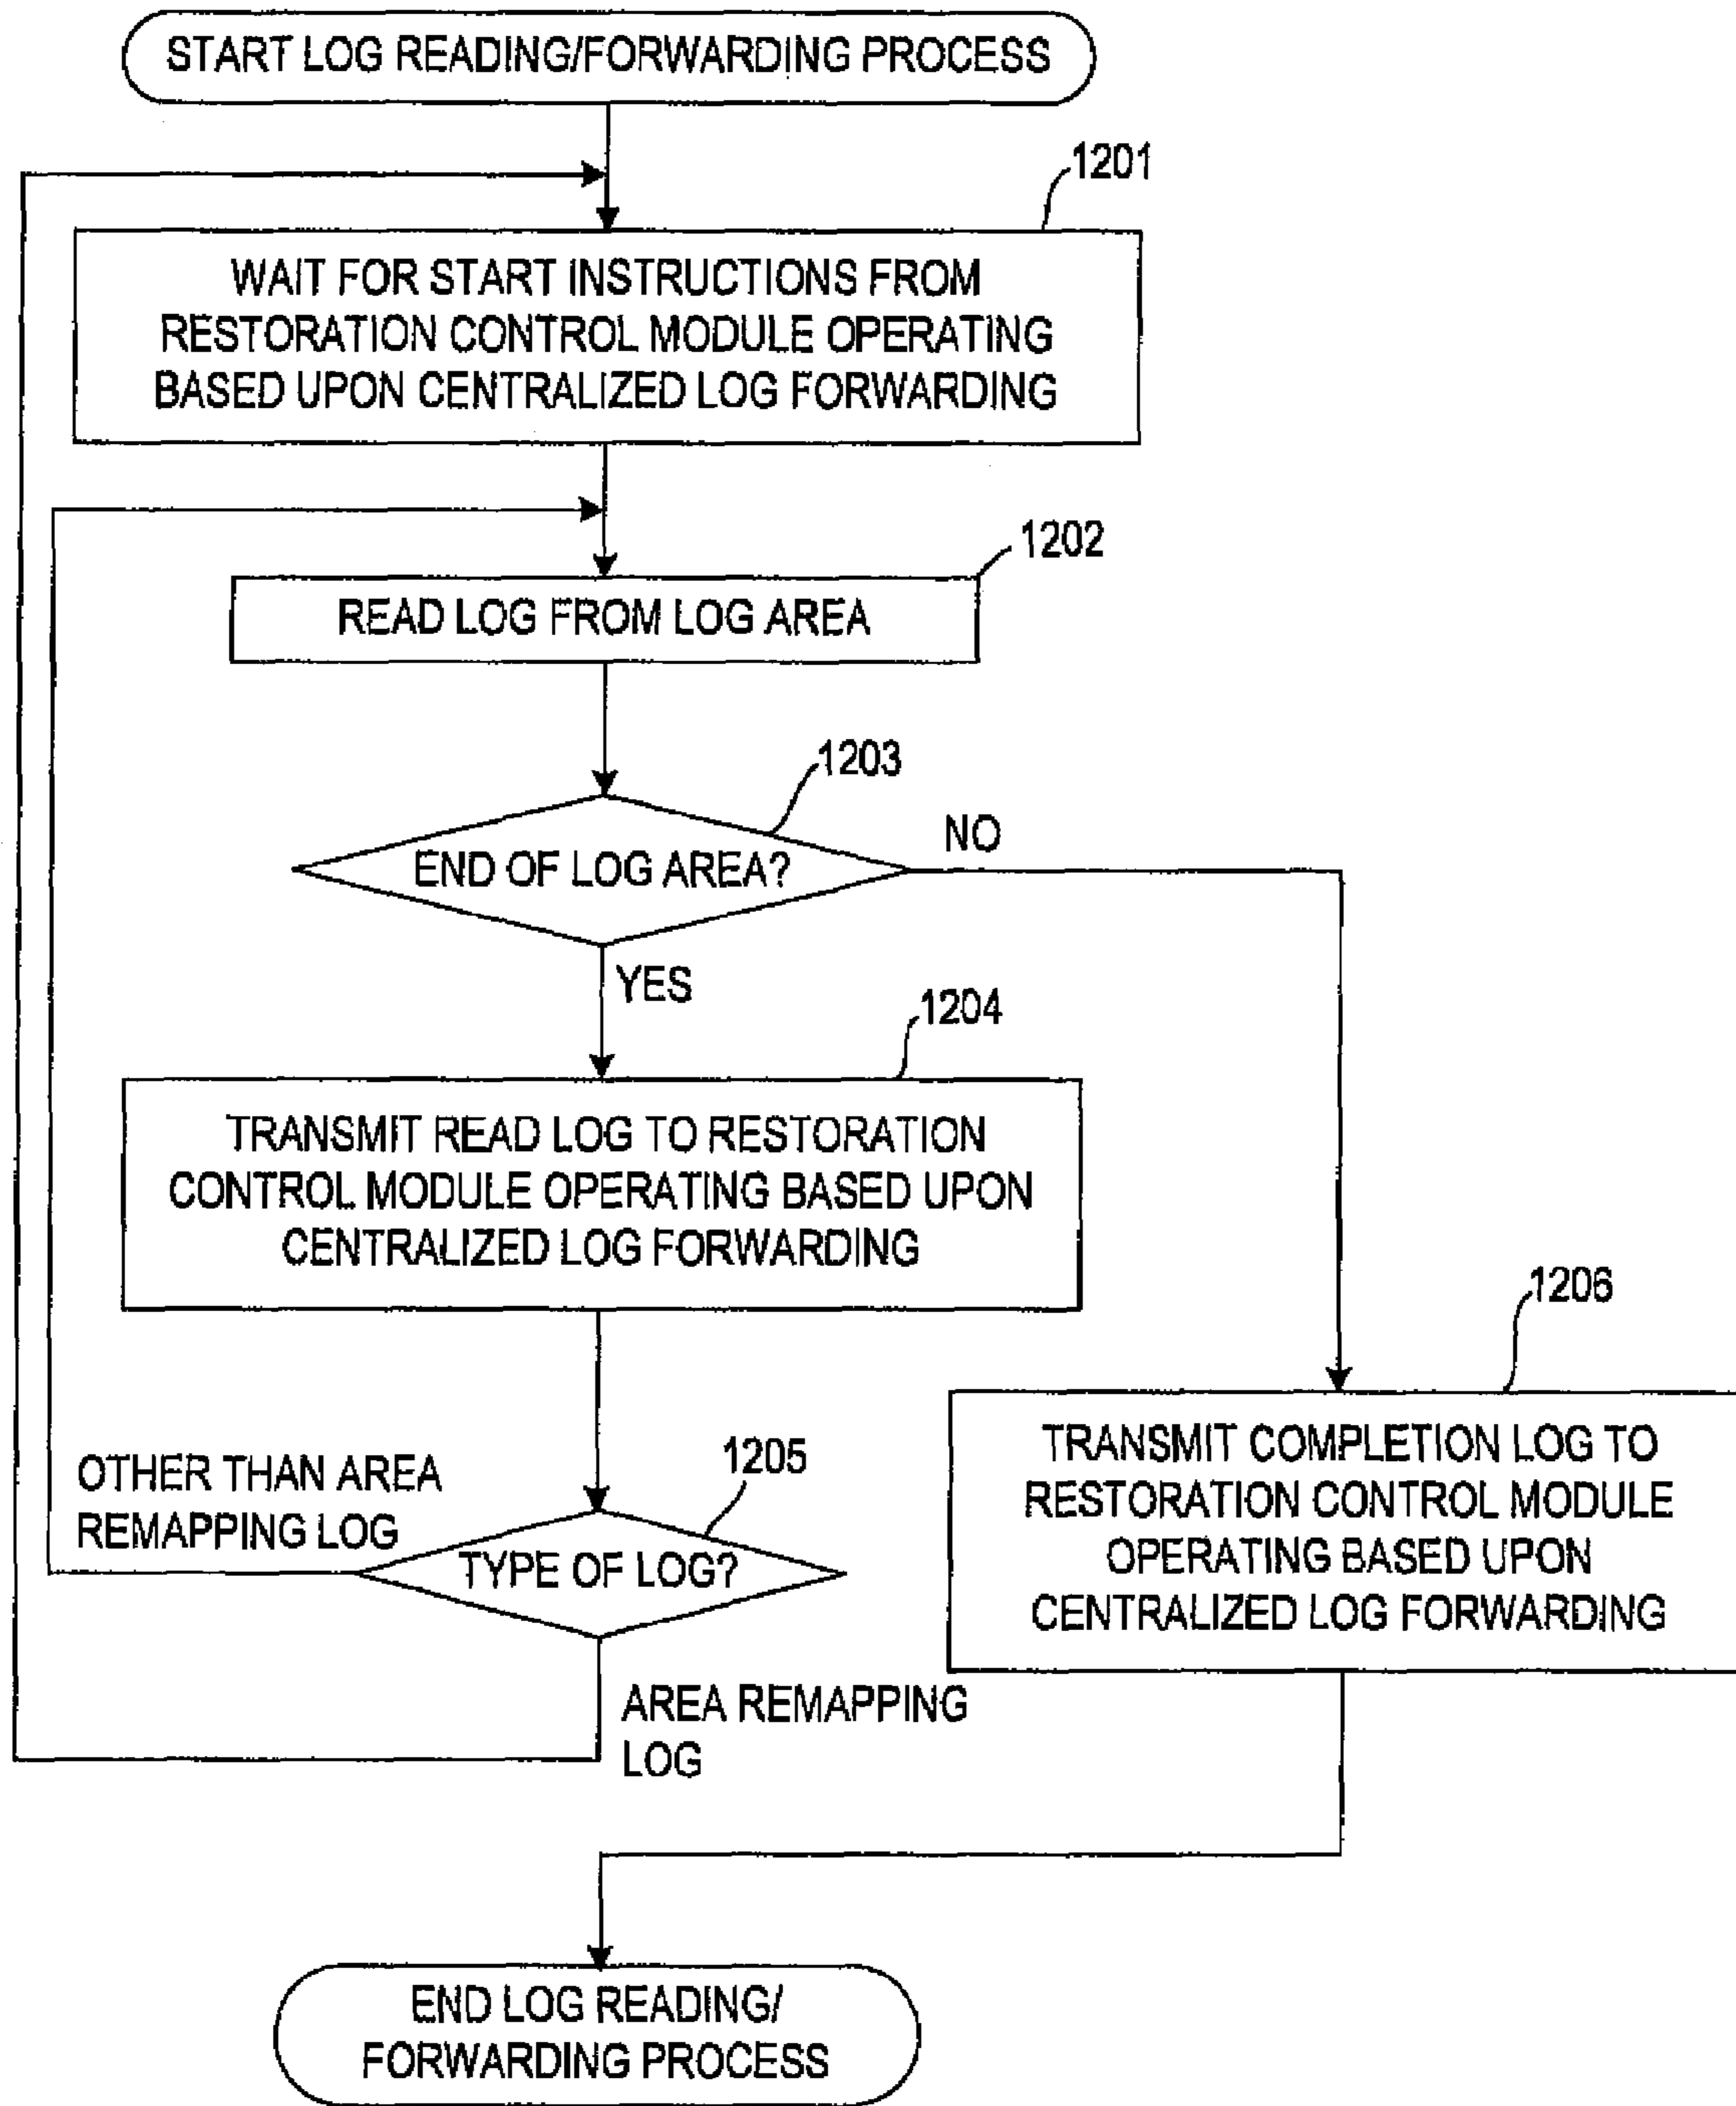 START LOG READING/FORWARDING PROCESS
1201
WAIT FOR START INSTRUCTIONS FROM
RESTORATION CONTROL MODULE OPERATING
BASED UPON CENTRALIZED LOG FORWARDING
1202
READ LOG FROM LOG AREA
1203
NO
END OF LOG AREA?
YES
1204
TRANSMIT READ LOG TO RESTORATION
CONTROL MODULE OPERATING BASED UPON
CENTRALIZED LOG FORWARDING
1206
TRANSMIT COMPLETION LOG TO
RESTORATION CONTROL MODULE
OPERATING BASED UPON
CENTRALIZED LOG FORWARDING
1205
OTHER THAN AREA
REMAPPING LOG
TYPE OF LOG?
AREA REMAPPING
LOG
END LOG READING/
FORWARDING PROCESS